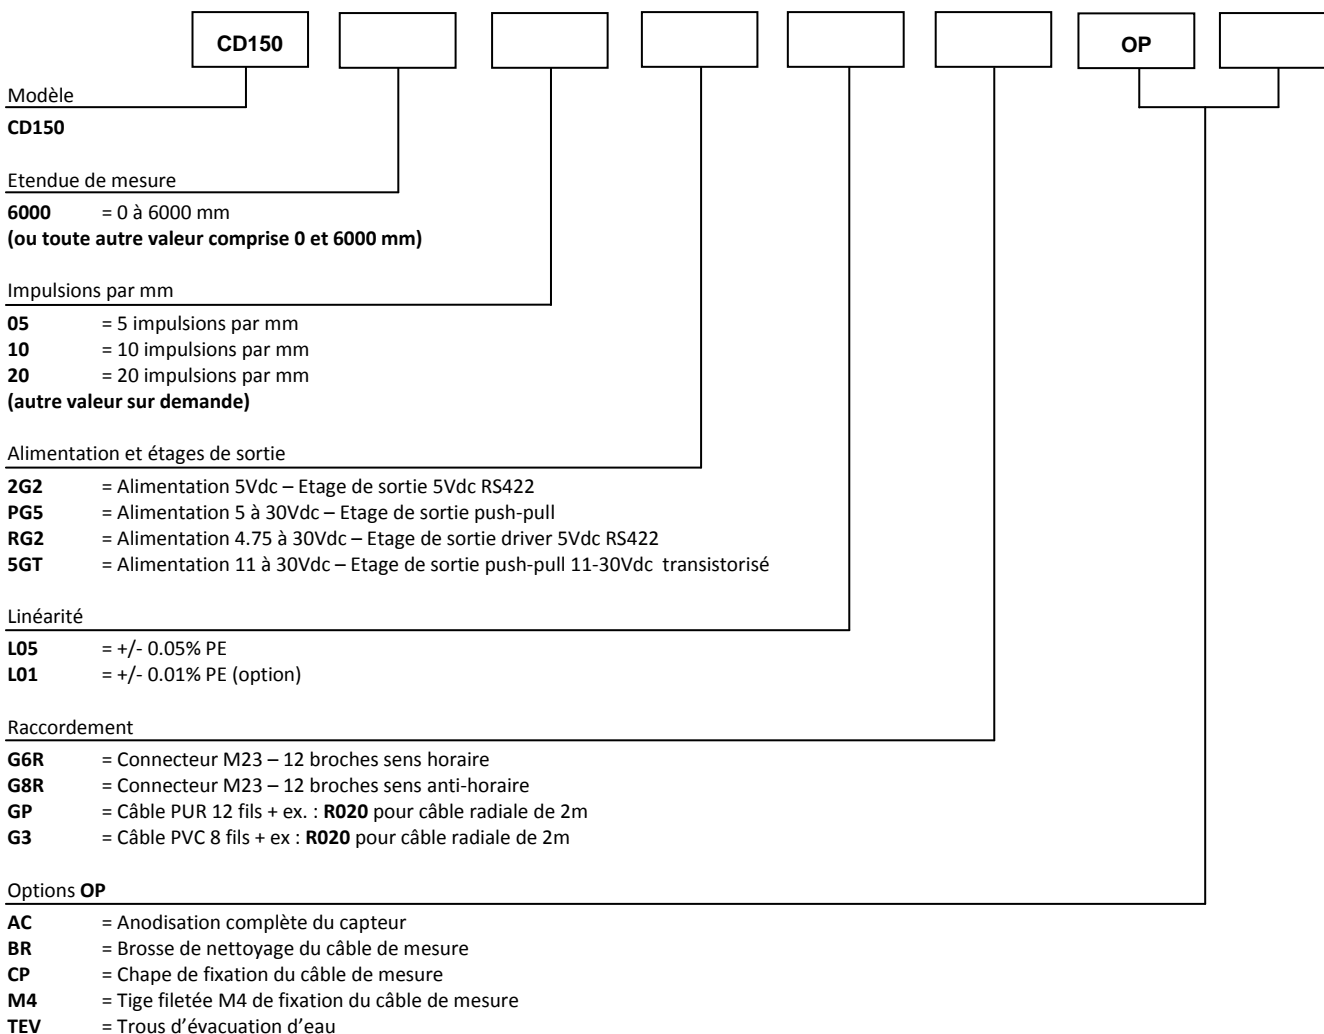 CD150 OP
Modèle
CD150
Etendue de mesure
6000 = 0 à 6000 mm
(ou toute autre valeur comprise 0 et 6000 mm)
Impulsions par mm
05 = 5 impulsions par mm
10 = 10 impulsions par mm
20 = 20 impulsions par mm
(autre valeur sur demande)
Alimentation et étages de sortie
2G2 = Alimentation 5Vdc – Etage de sortie 5Vdc RS422
PG5 = Alimentation 5 à 30Vdc – Etage de sortie push-pull
RG2 = Alimentation 4.75 à 30Vdc – Etage de sortie driver 5Vdc RS422
5GT = Alimentation 11 à 30Vdc – Etage de sortie push-pull 11-30Vdc transistorisé
Linéarité
L05 = +/- 0.05% PE
L01 = +/- 0.01% PE (option)
Raccordement
G6R = Connecteur M23 – 12 broches sens horaire
G8R = Connecteur M23 – 12 broches sens anti-horaire
GP = Câble PUR 12 fils + ex. : R020 pour câble radiale de 2m
G3 = Câble PVC 8 fils + ex : R020 pour câble radiale de 2m
Options OP
AC = Anodisation complète du capteur
BR = Brosse de nettoyage du câble de mesure
CP = Chape de fixation du câble de mesure
M4 = Tige filetée M4 de fixation du câble de mesure
TEV = Trous d'évacuation d'eau